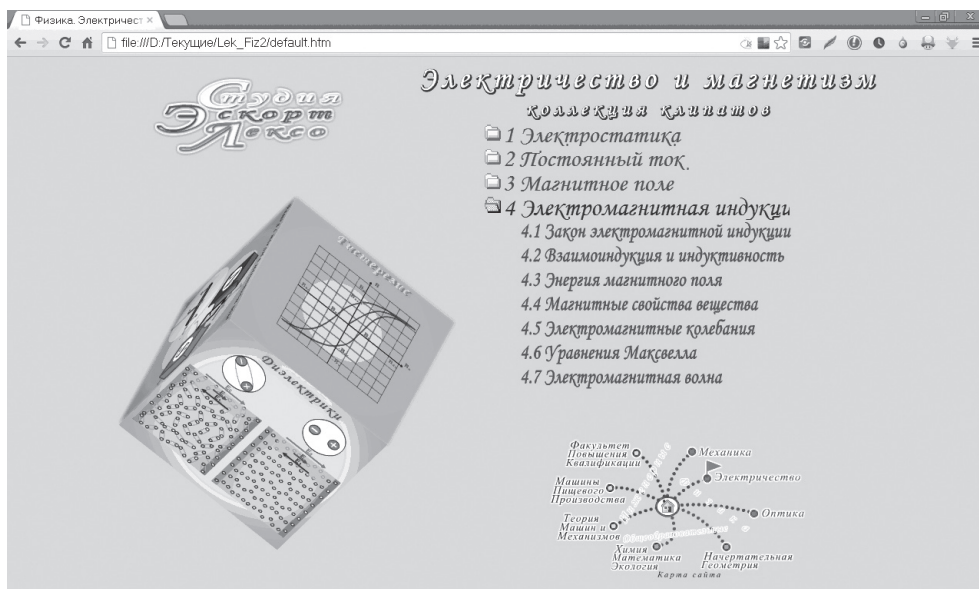 Физика. Электричест
file:///D:/Текущие/Lek_Fiz2/default.htm
Студия
Эскорт
Лексо
Электричество и магнетизм
коллекция клипатов
1 Электростатика
2 Постоянный ток
3 Магнитное поле
4 Электромагнитная индукци
4.1 Закон электромагнитной индукции
4.2 Взаимоиндукция и индуктивность
4.3 Энергия магнитного поля
4.4 Магнитные свойства вещества
4.5 Электромагнитные колебания
4.6 Уравнения Максвелла
4.7 Электромагнитная волна
Гистерезис
Диэлектрики
Факультет
Повышения
Квалификации
Механика
Электричество
Машины
Пищевого
Производства
Оптика
Теория
Машин и
Механизмов
Химия
Математика
Экология
Начертательная
Геометрия
Карта сайта